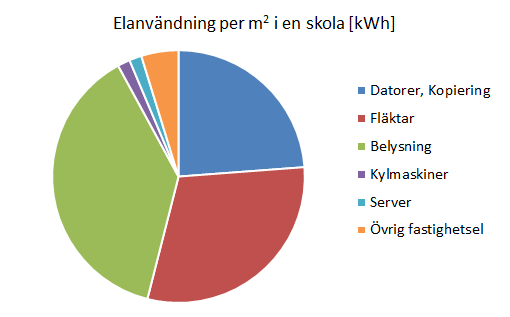 Elanvändning per m² i en skola [kWh]
Datorer, Kopiering
Fläktar
Belysning
Kylmaskiner
Server
Övrig fastighetsel